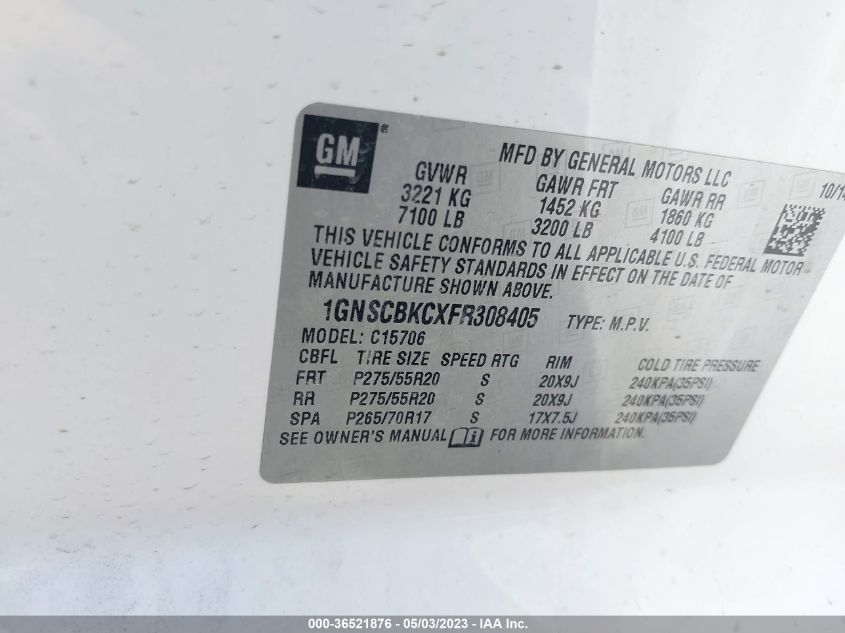 GM ®
MFD BY GENERAL MOTORS LLC
GVWR GAWR FRT GAWR RR 10/14
3221 KG 1452 KG 1860 KG
7100 LB 3200 LB 4100 LB
THIS VEHICLE CONFORMS TO ALL APPLICABLE U.S. FEDERAL MOTOR
VEHICLE SAFETY STANDARDS IN EFFECT ON THE DATE OF
MANUFACTURE SHOWN ABOVE.
1GNSCBKCXFR308405 TYPE: M.P.V.
MODEL: C15706
CBFL TIRE SIZE SPEED RTG RIM COLD TIRE PRESSURE
FRT P275/55R20 S 20X9J 240KPA(35PSI)
RR P275/55R20 S 20X9J 240KPA(35PSI)
SPA P265/70R17 S 17X7.5J 240KPA(35PSI)
SEE OWNER'S MANUAL FOR MORE INFORMATION.
000-36521876 - 05/03/2023 - IAA Inc.